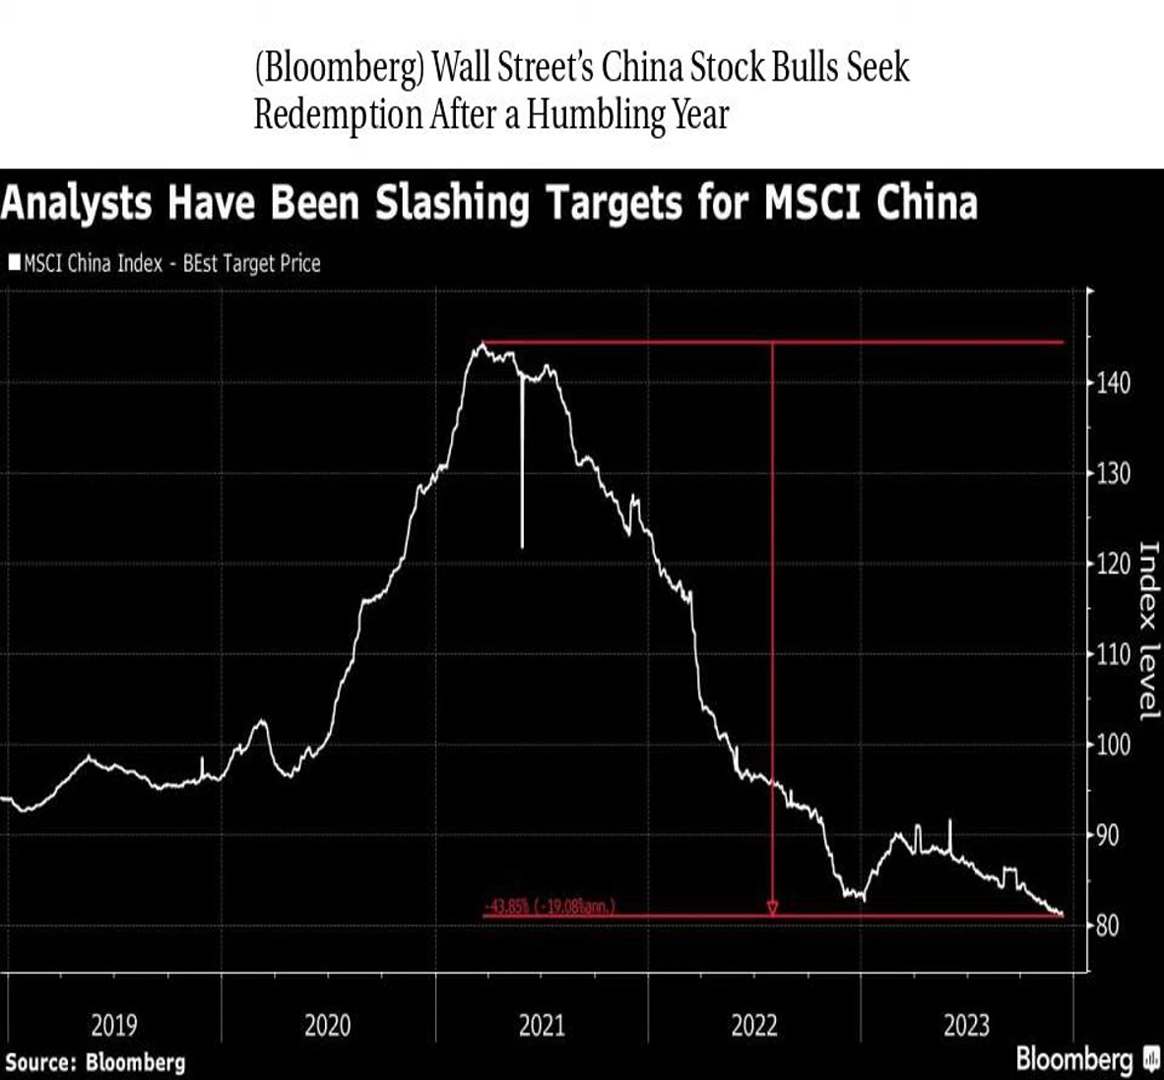 (Bloomberg) Wall Street’s China Stock Bulls Seek
Redemption After a Humbling Year
Analysts Have Been Slashing Targets for MSCI China
MSCI China Index - BEst Target Price
140
130
120
110
100
90
80
Index level
-43.85% (-19.08%ann.)
2019 2020 2021 2022 2023
Source: Bloomberg
Bloomberg